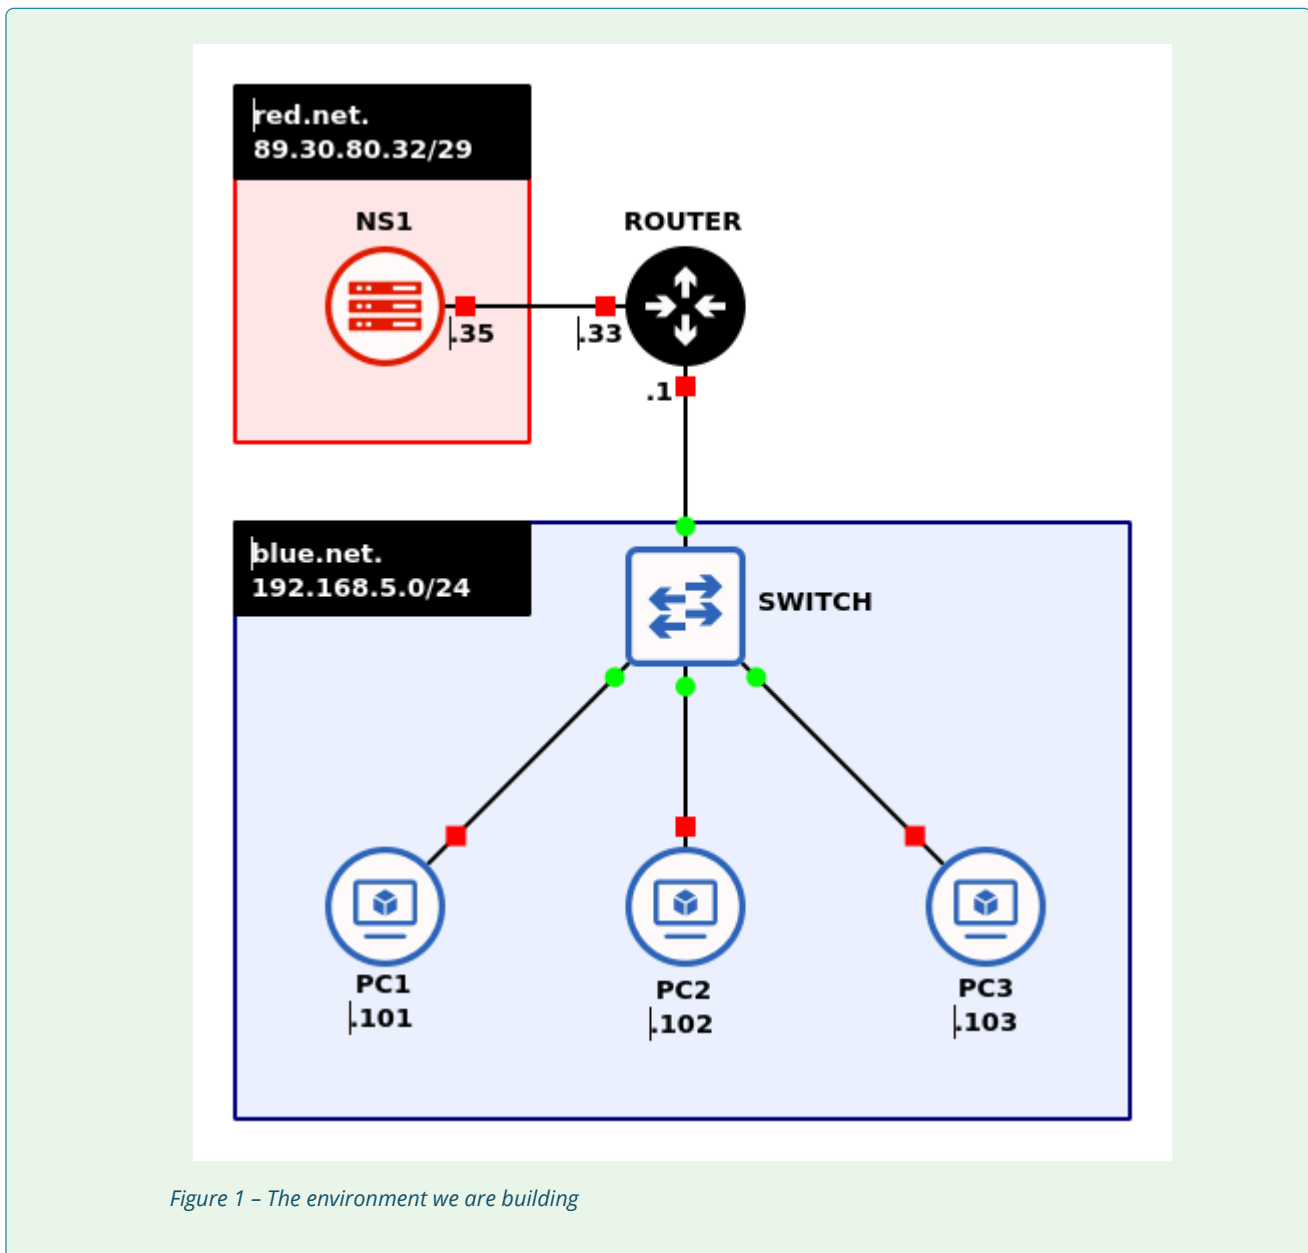 red.net.
89.30.80.32/29
NS1
ROUTER
.35
.33
.1
blue.net.
192.168.5.0/24
SWITCH
PC1
.101
PC2
.102
PC3
.103
Figure 1 – The environment we are building